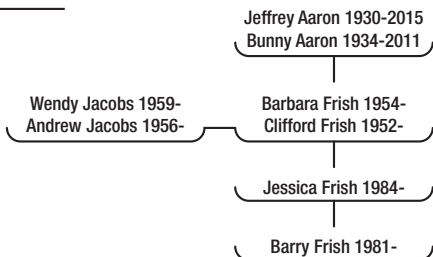 Jeffrey Aaron 1930-2015
Bunny Aaron 1934-2011
Wendy Jacobs 1959-
Andrew Jacobs 1956-
Barbara Frish 1954-
Clifford Frish 1952-
Jessica Frish 1984-
Barry Frish 1981-